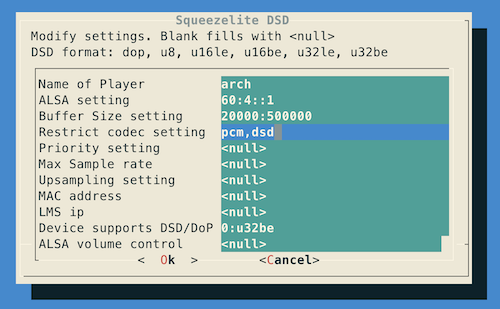 Squeezelite DSD
Modify settings. Blank fills with <null>
DSD format: dop, u8, u16le, u16be, u32le, u32be
Name of Player arch
ALSA setting 60:4::1
Buffer Size setting 20000:500000
Restrict codec setting pcm,dsd
Priority setting <null>
Max Sample rate <null>
Upsampling setting <null>
MAC address <null>
LMS ip <null>
Device supports DSD/DoP 0:u32be
ALSA volume control <null>
< Ok > <Cancel>